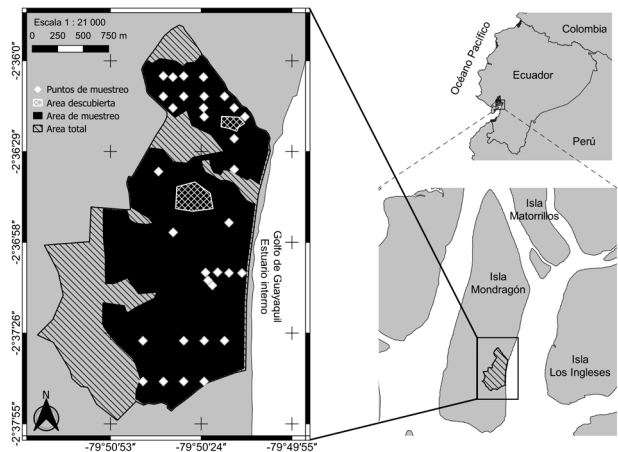 Escala 1 : 21 000
0 250 500 750 m
Puntos de muestreo
Area descubierta
Area de muestreo
Area total
-2°36'0"
-2°36'29"
-2°36'58"
-2°37'26"
-2°37'55"
Golfo de Guayaquil
Estuario interno
N
-79°50'53" -79°50'24" -79°49'55"
Océano Pacífico
Colombia
Ecuador
Perú
Isla
Matorrillos
Isla
Mondragón
Isla
Los Ingleses